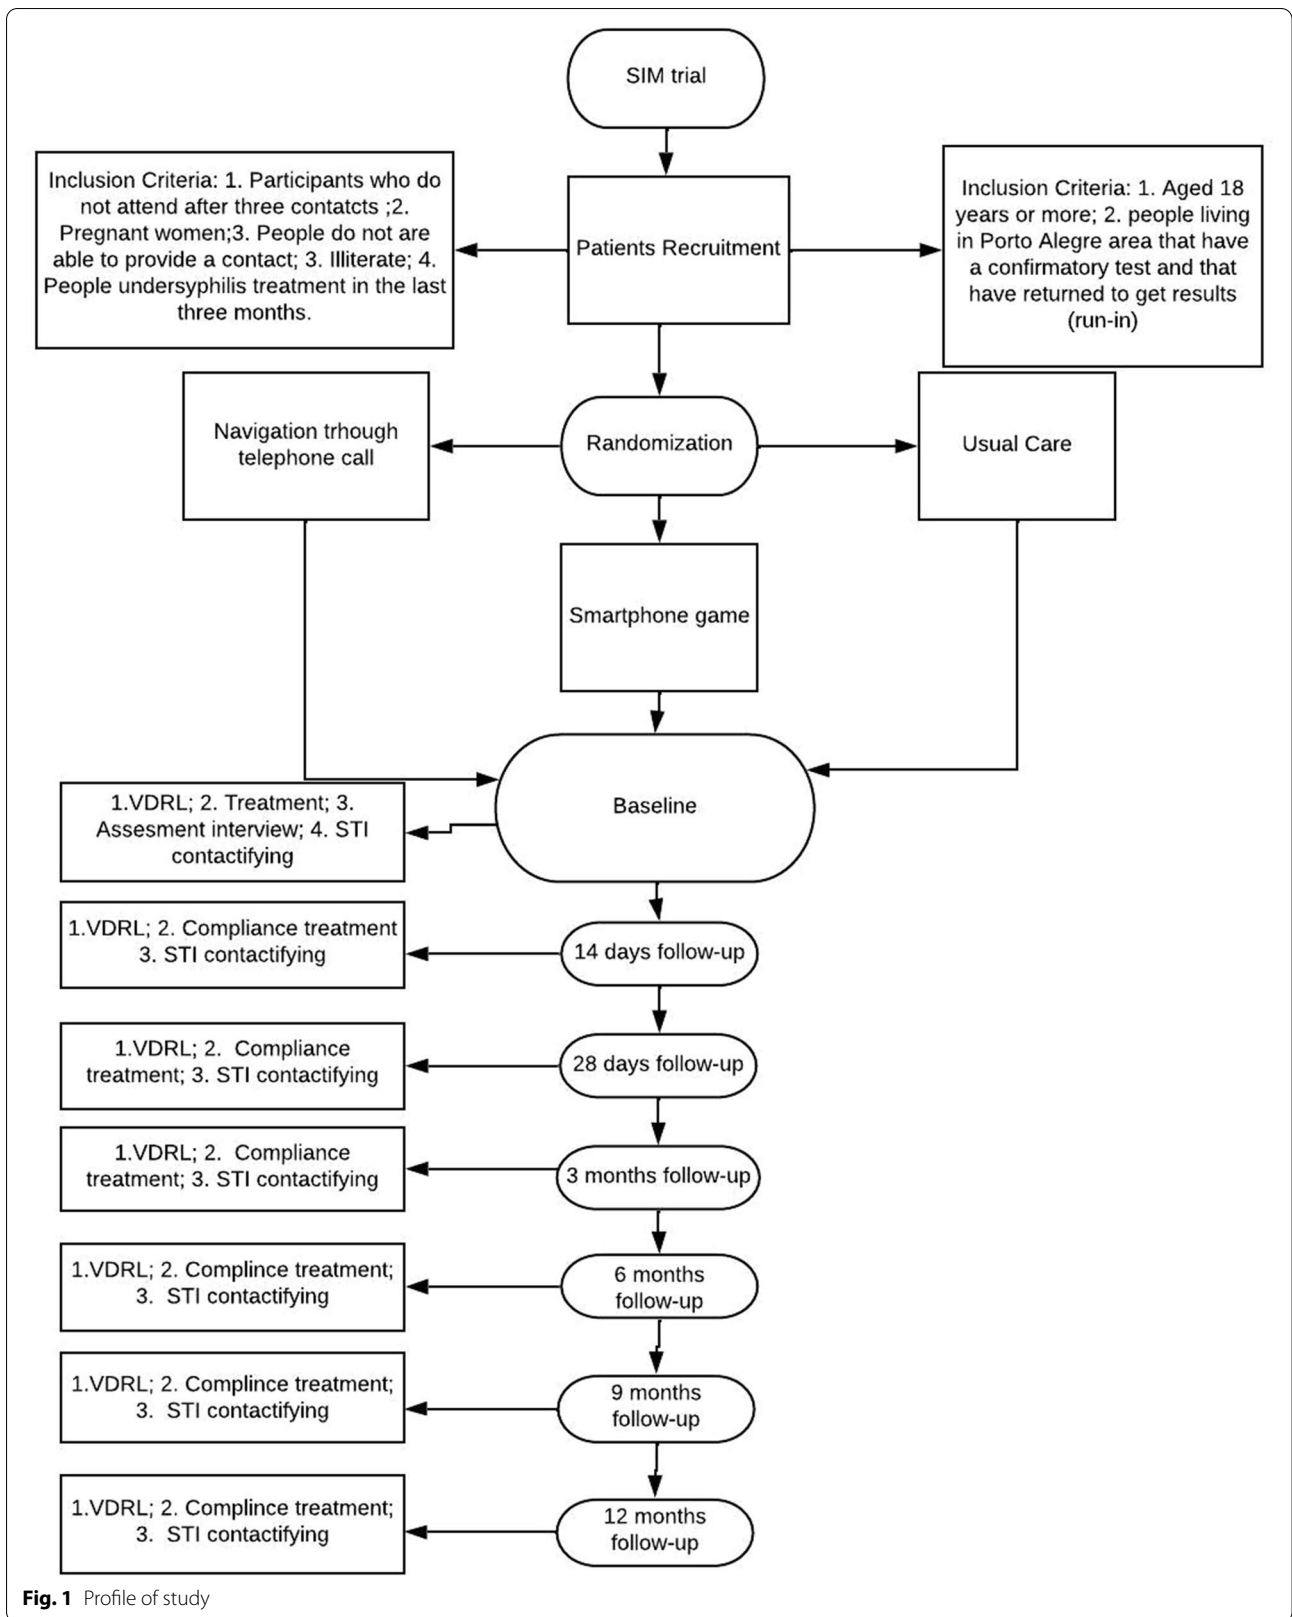 SIM trial
Inclusion Criteria: 1. Participants who do
not attend after three contatcts ;2.
Pregnant women;3. People do not are
able to provide a contact; 3. Illiterate; 4.
People undersyphilis treatment in the last
three months.
Patients Recruitment
Inclusion Criteria: 1. Aged 18
years or more; 2. people living
in Porto Alegre area that have
a confirmatory test and that
have returned to get results
(run-in)
Navigation trhough
telephone call
Randomization
Usual Care
Smartphone game
Baseline
1.VDRL; 2. Treatment; 3.
Assesment interview; 4. STI
contactifying
1.VDRL; 2. Compliance treatment
3. STI contactifying
14 days follow-up
1.VDRL; 2. Compliance
treatment; 3. STI contactifying
28 days follow-up
1.VDRL; 2. Compliance
treatment; 3. STI contactifying
3 months follow-up
1.VDRL; 2. Complince treatment;
3. STI contactifying
6 months
follow-up
1.VDRL; 2. Complince treatment;
3. STI contactifying
9 months
follow-up
1.VDRL; 2. Complince treatment;
3. STI contactifying
12 months
follow-up
Fig. 1 Profile of study